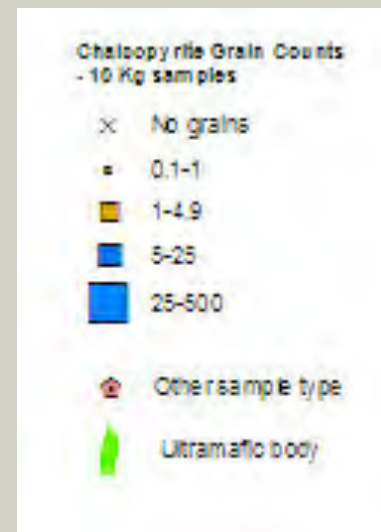 Chalcopyrite Grain Counts
- 10 Kg samples
No grains
0.1-1
1-4.9
5-25
25-500
Other sample type
Ultramafic body